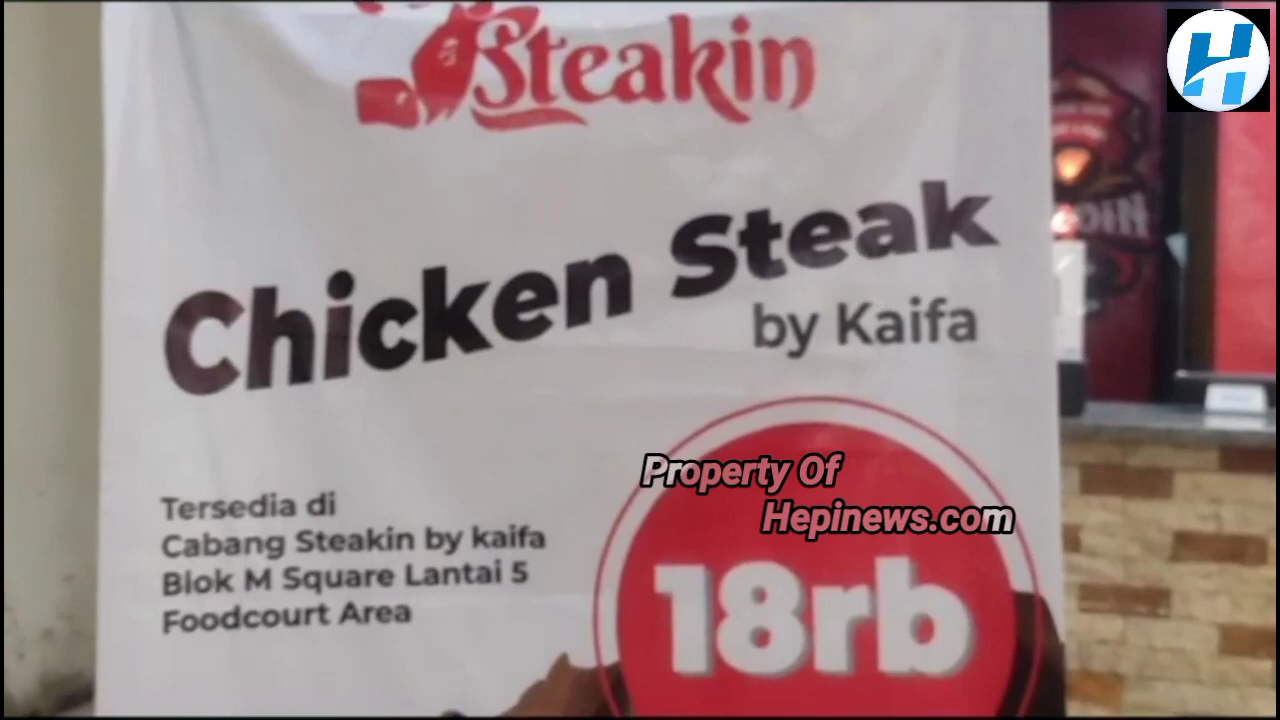 Steakin
Chicken Steak
by Kaifa
Property Of
Hepinews.com
Tersedia di
Cabang Steakin by kaifa
Blok M Square Lantai 5
Foodcourt Area
18rb